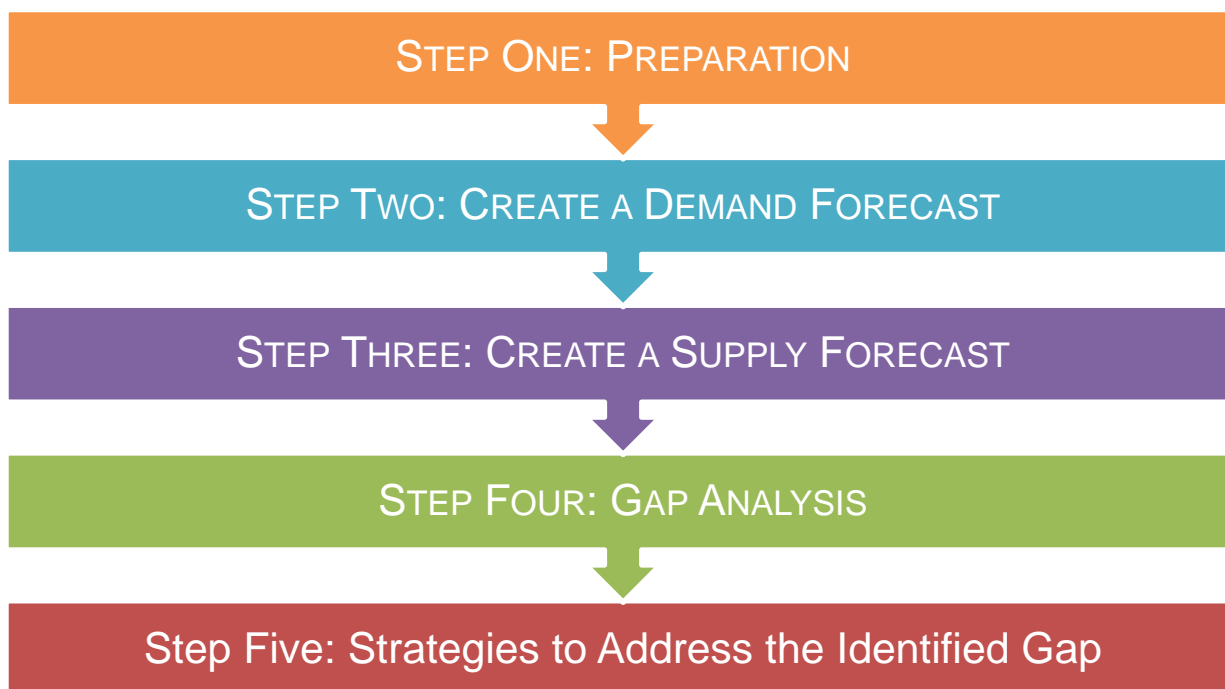 STEP ONE: PREPARATION
STEP TWO: CREATE A DEMAND FORECAST
STEP THREE: CREATE A SUPPLY FORECAST
STEP FOUR: GAP ANALYSIS
Step Five: Strategies to Address the Identified Gap